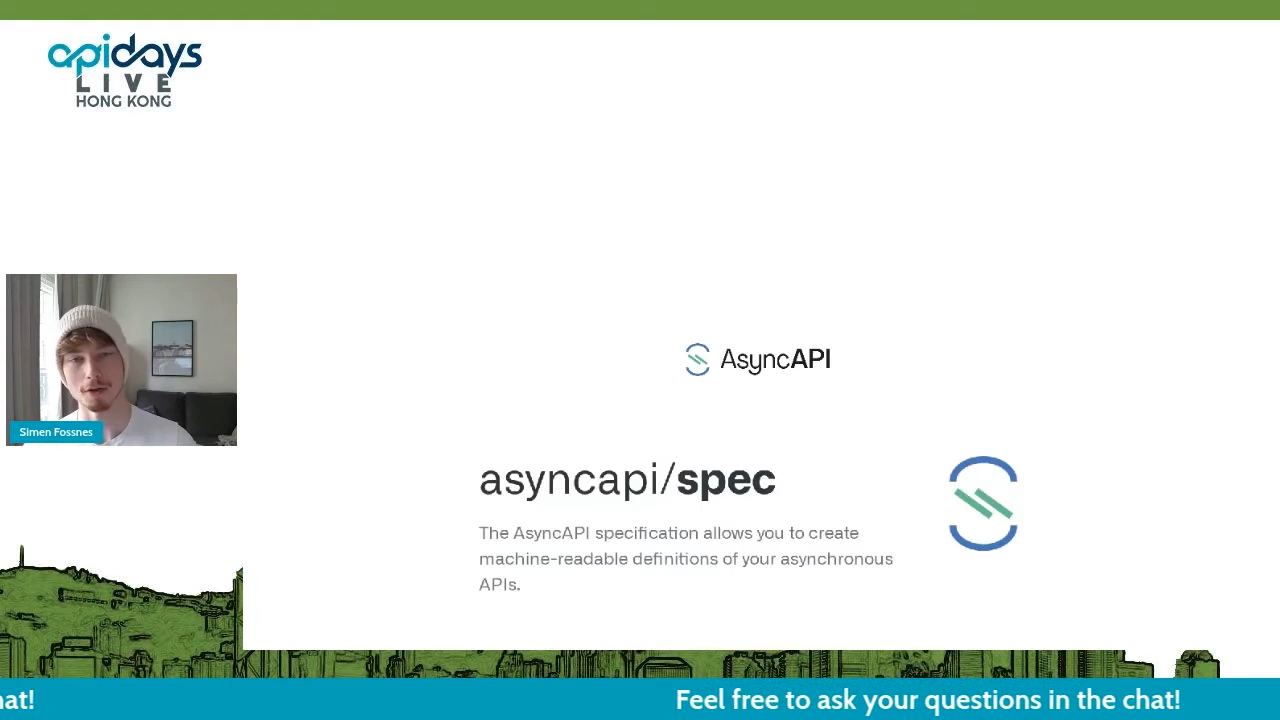 apidays
LIVE
HONG KONG
AsyncAPI
Simen Fossnes
asyncapi/spec
The AsyncAPI specification allows you to create
machine-readable definitions of your asynchronous
APIs.
hat!
Feel free to ask your questions in the chat!